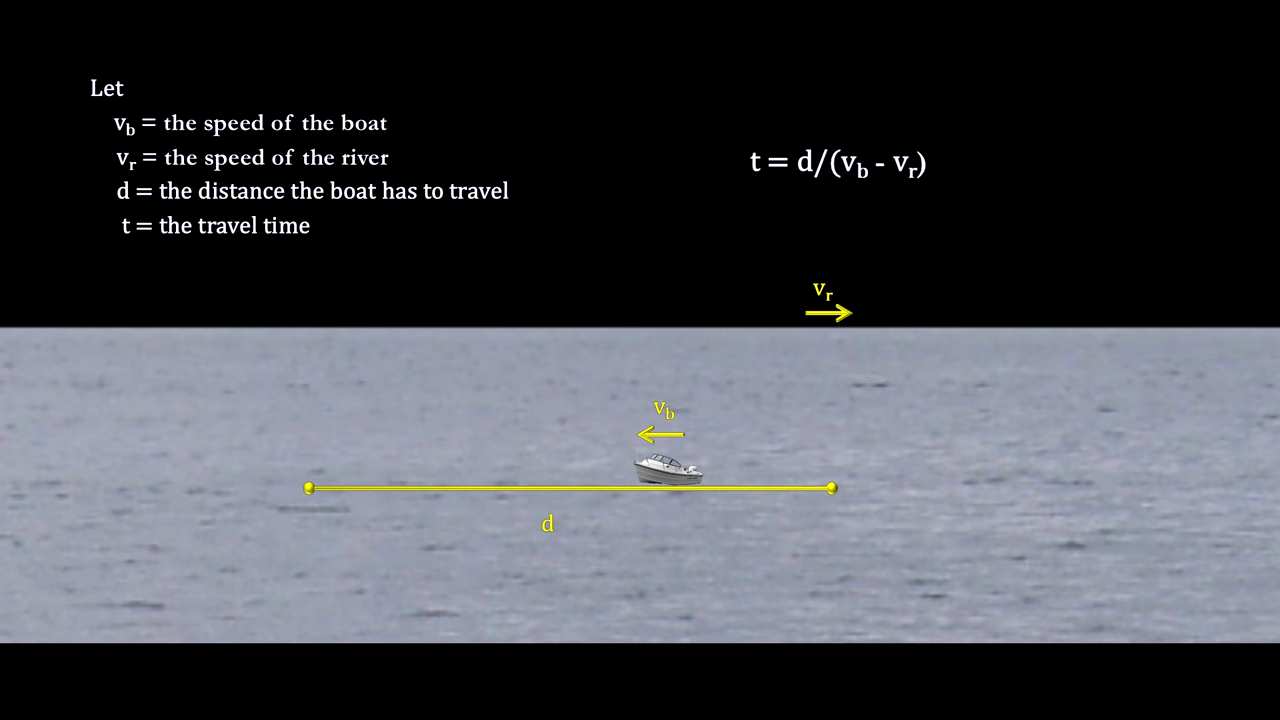 Let
v_b = the speed of the boat
v_r = the speed of the river
d = the distance the boat has to travel
t = the travel time
t = d/(v_b - v_r)
v_r
v_b
d